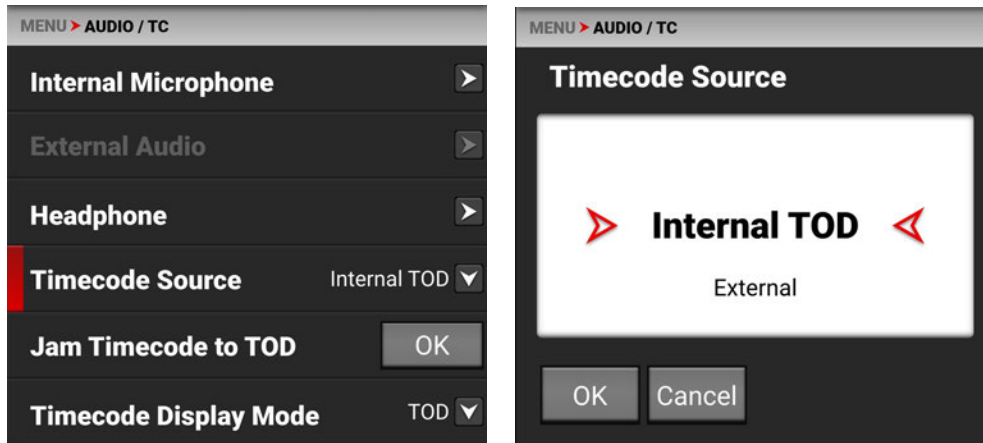 MENU > AUDIO / TC
Internal Microphone
External Audio
Headphone
Timecode Source Internal TOD
Jam Timecode to TOD OK
Timecode Display Mode TOD
MENU > AUDIO / TC
Timecode Source
Internal TOD
External
OK Cancel